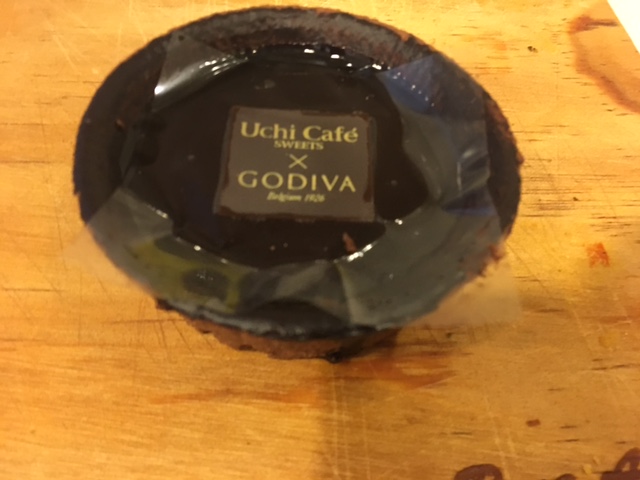 Uchi Café
SWEETS
×
GODIVA
Belgium 1926